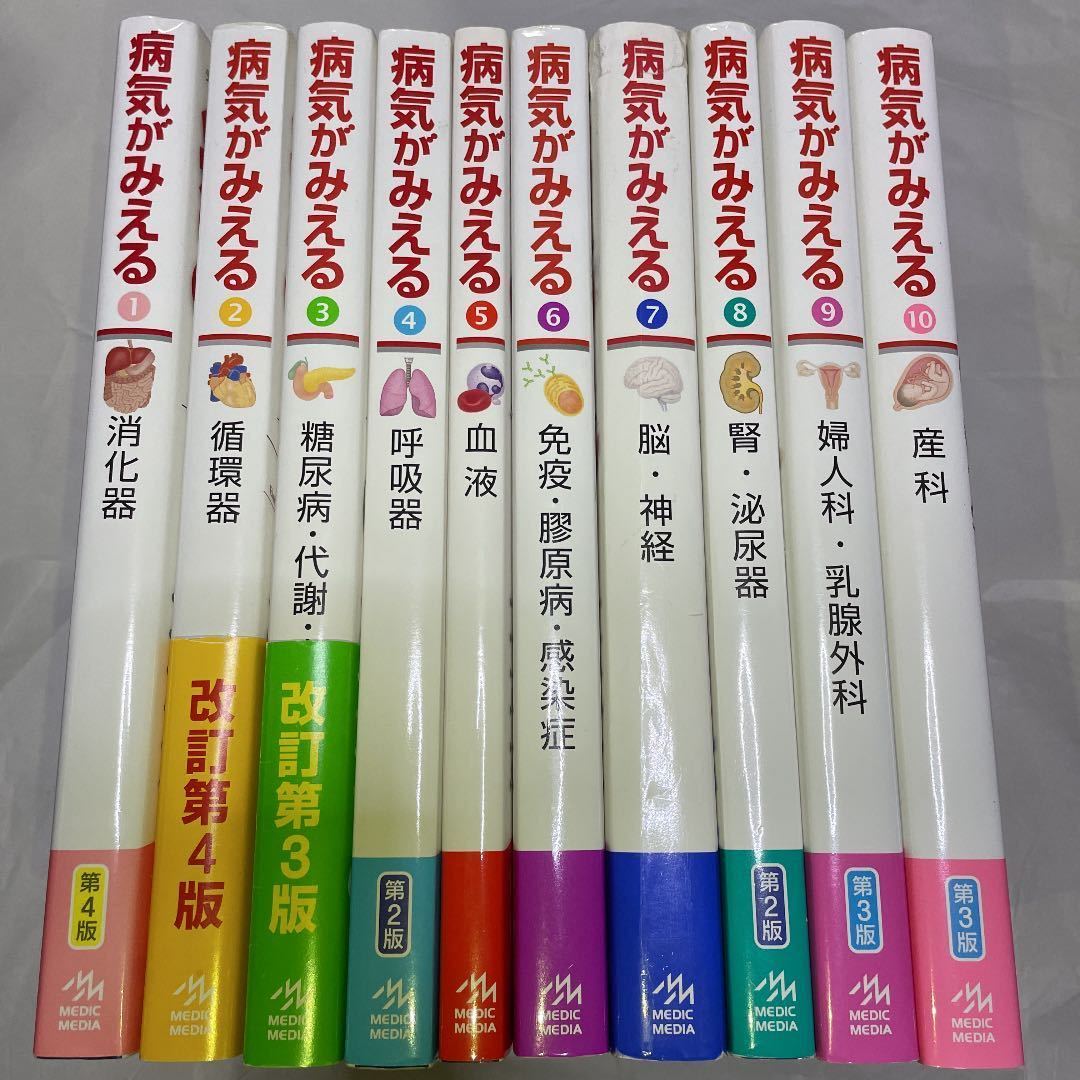 病気がみえる
1
消化器
第4版
MEDIC
MEDIA
病気がみえる
2
循環器
改訂第4版
MEDIC
MEDIA
病気がみえる
3
糖尿病・代謝・
改訂第3版
MEDIC
MEDIA
病気がみえる
4
呼吸器
第2版
MEDIC
MEDIA
病気がみえる
5
血液
MEDIC
MEDIA
病気がみえる
6
免疫・膠原病・感染症
MEDIC
MEDIA
病気がみえる
7
脳・神経
MEDIC
MEDIA
病気がみえる
8
腎・泌尿器
第2版
MEDIC
MEDIA
病気がみえる
9
婦人科・乳腺外科
第3版
MEDIC
MEDIA
病気がみえる
10
産科
第3版
MEDIC
MEDIA